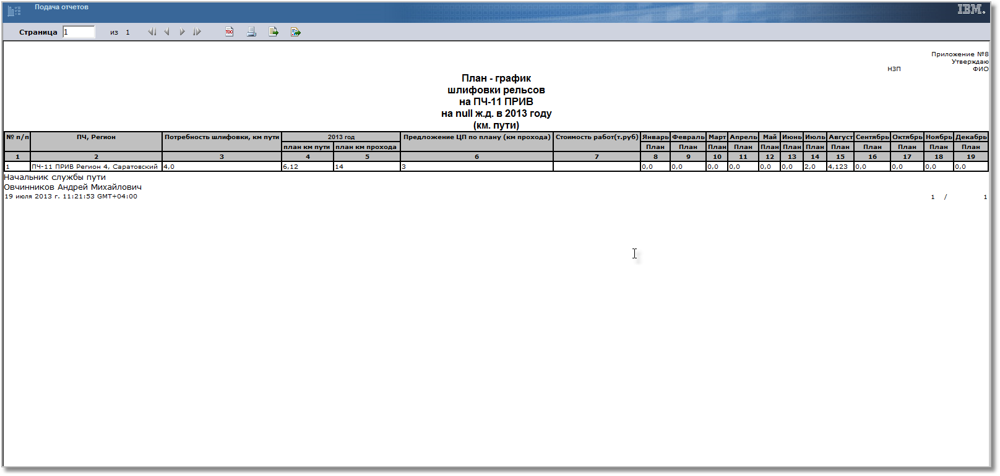 Подача отчетов
IBM.
Страница 1 из 1
TOC
Приложение №8
Утверждаю
НЗП ФИО
План - график
шлифовки рельсов
на ПЧ-11 ПРИВ
на null ж.д. в 2013 году
(км. пути)
№ п/п ПЧ, Регион Потребность шлифовки, км пути 2013 год Предложение ЦП по плану (км прохода) Стоимость работ(т.руб) Январь Февраль Март Апрель Май Июнь Июль Август Сентябрь Октябрь Ноябрь Декабрь
план км пути план км прохода План План План План План План План План План План План План
1 2 3 4 5 6 7 8 9 10 11 12 13 14 15 16 17 18 19
1 ПЧ-11 ПРИВ Регион 4, Саратовский 4,0 6,12 14 3 0,0 0,0 0,0 0,0 0,0 0,0 2,0 4,123 0,0 0,0 0,0 0,0
Начальник службы пути
Овчинников Андрей Михайлович
19 июля 2013 г. 11:21:53 GMT+04:00 1 / 1